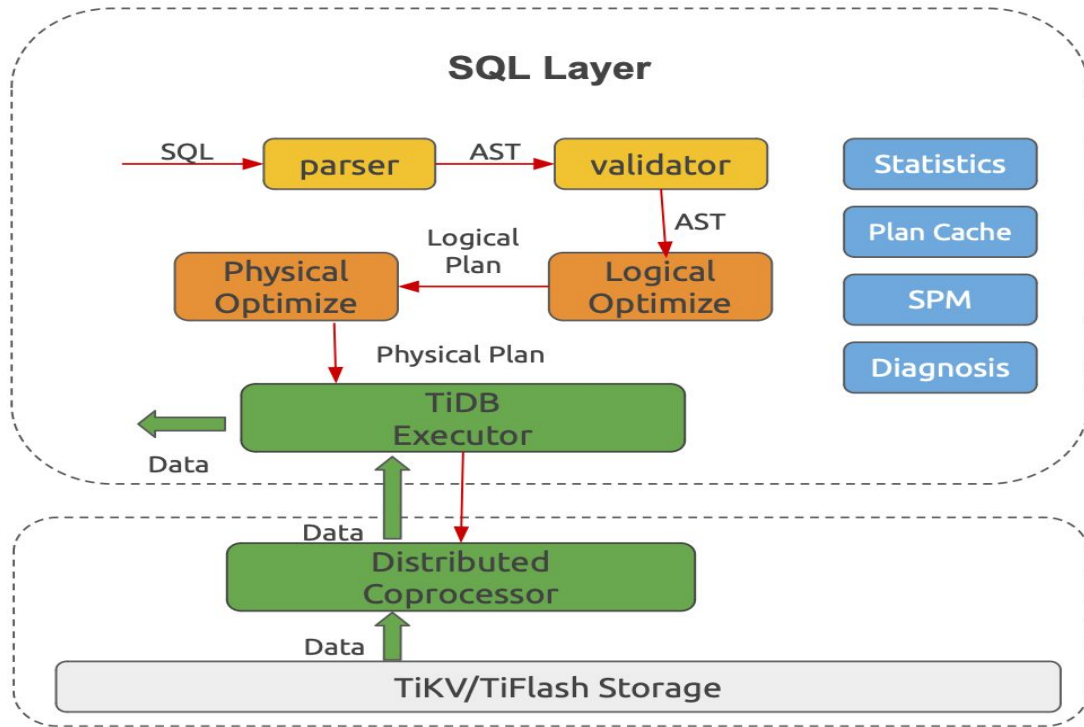 SQL Layer
SQL
parser
AST
validator
Statistics
AST
Plan Cache
Logical
Plan
Physical
Optimize
Logical
Optimize
SPM
Physical Plan
Diagnosis
TiDB
Executor
Data
Data
Distributed
Coprocessor
Data
TiKV/TiFlash Storage